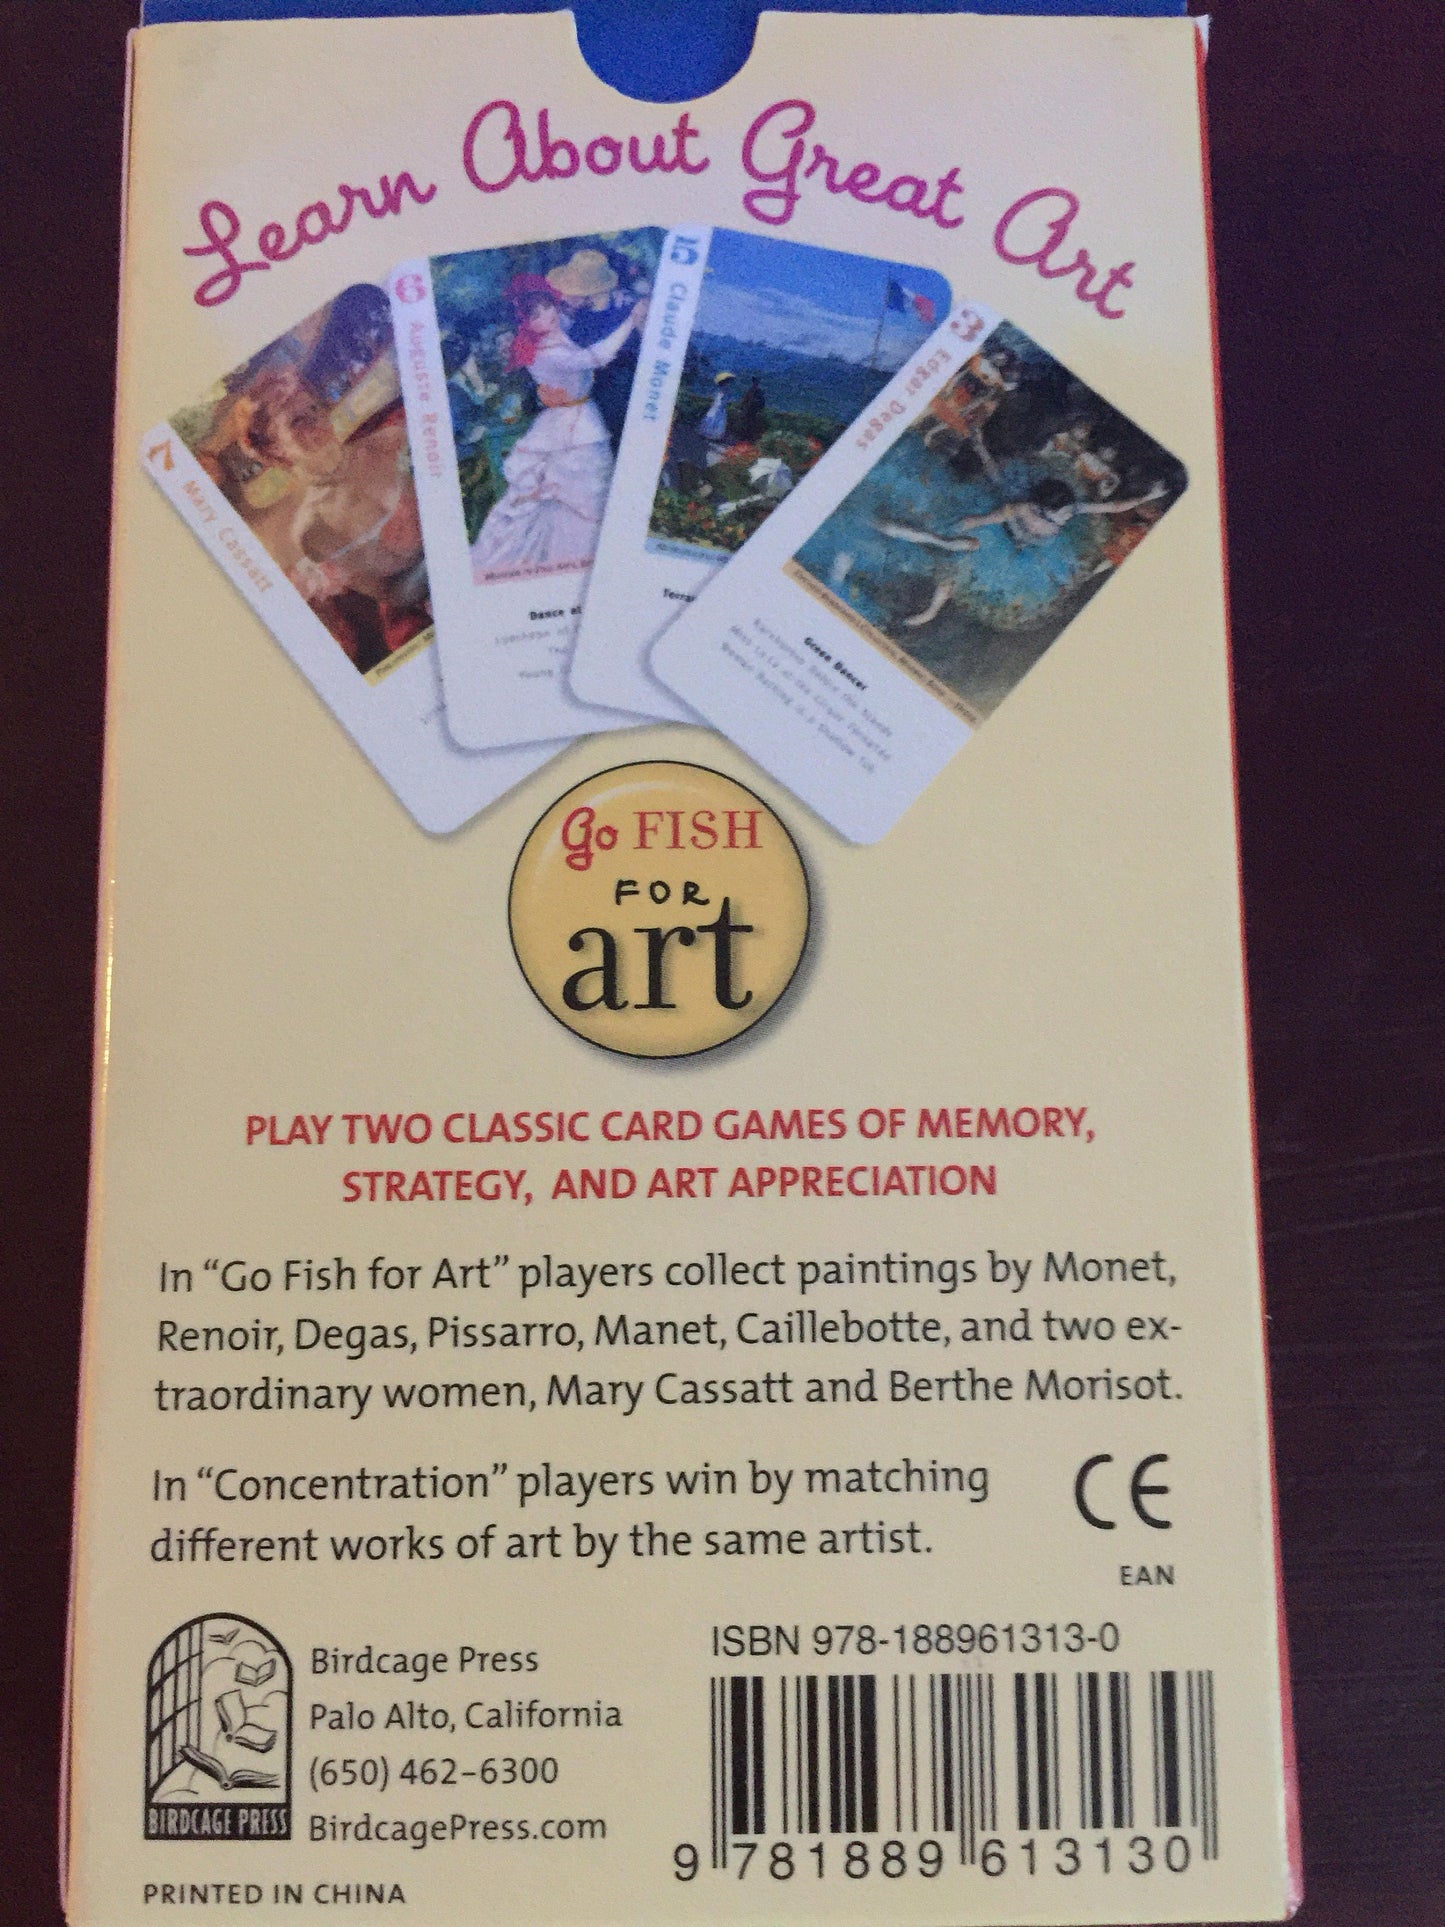 Learn About Great Art
7 Mary Cassatt
6 Auguste Renoir
Dance at
Young
5 Claude Monet
Terra
3 Edgar Degas
Green Dancer
Go FISH
FOR
art
PLAY TWO CLASSIC CARD GAMES OF MEMORY,
STRATEGY, AND ART APPRECIATION
In “Go Fish for Art” players collect paintings by Monet,
Renoir, Degas, Pissarro, Manet, Caillebotte, and two ex-
traordinary women, Mary Cassatt and Berthe Morisot.
In “Concentration” players win by matching
different works of art by the same artist.
CE
EAN
BIRDCAGE PRESS
Birdcage Press
Palo Alto, California
(650) 462-6300
BirdcagePress.com
PRINTED IN CHINA
ISBN 978-188961313-0
9 781889 613130